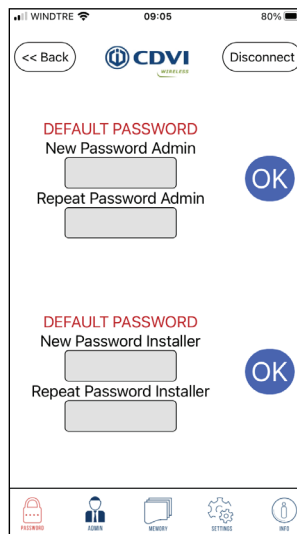 WINDTRE 09:05 80%
<< Back CDVI Disconnect
WIRELESS
DEFAULT PASSWORD
New Password Admin
OK
Repeat Password Admin
DEFAULT PASSWORD
New Password Installer
OK
Repeat Password Installer
PASSWORD ADMIN MEMORY SETTINGS INFO